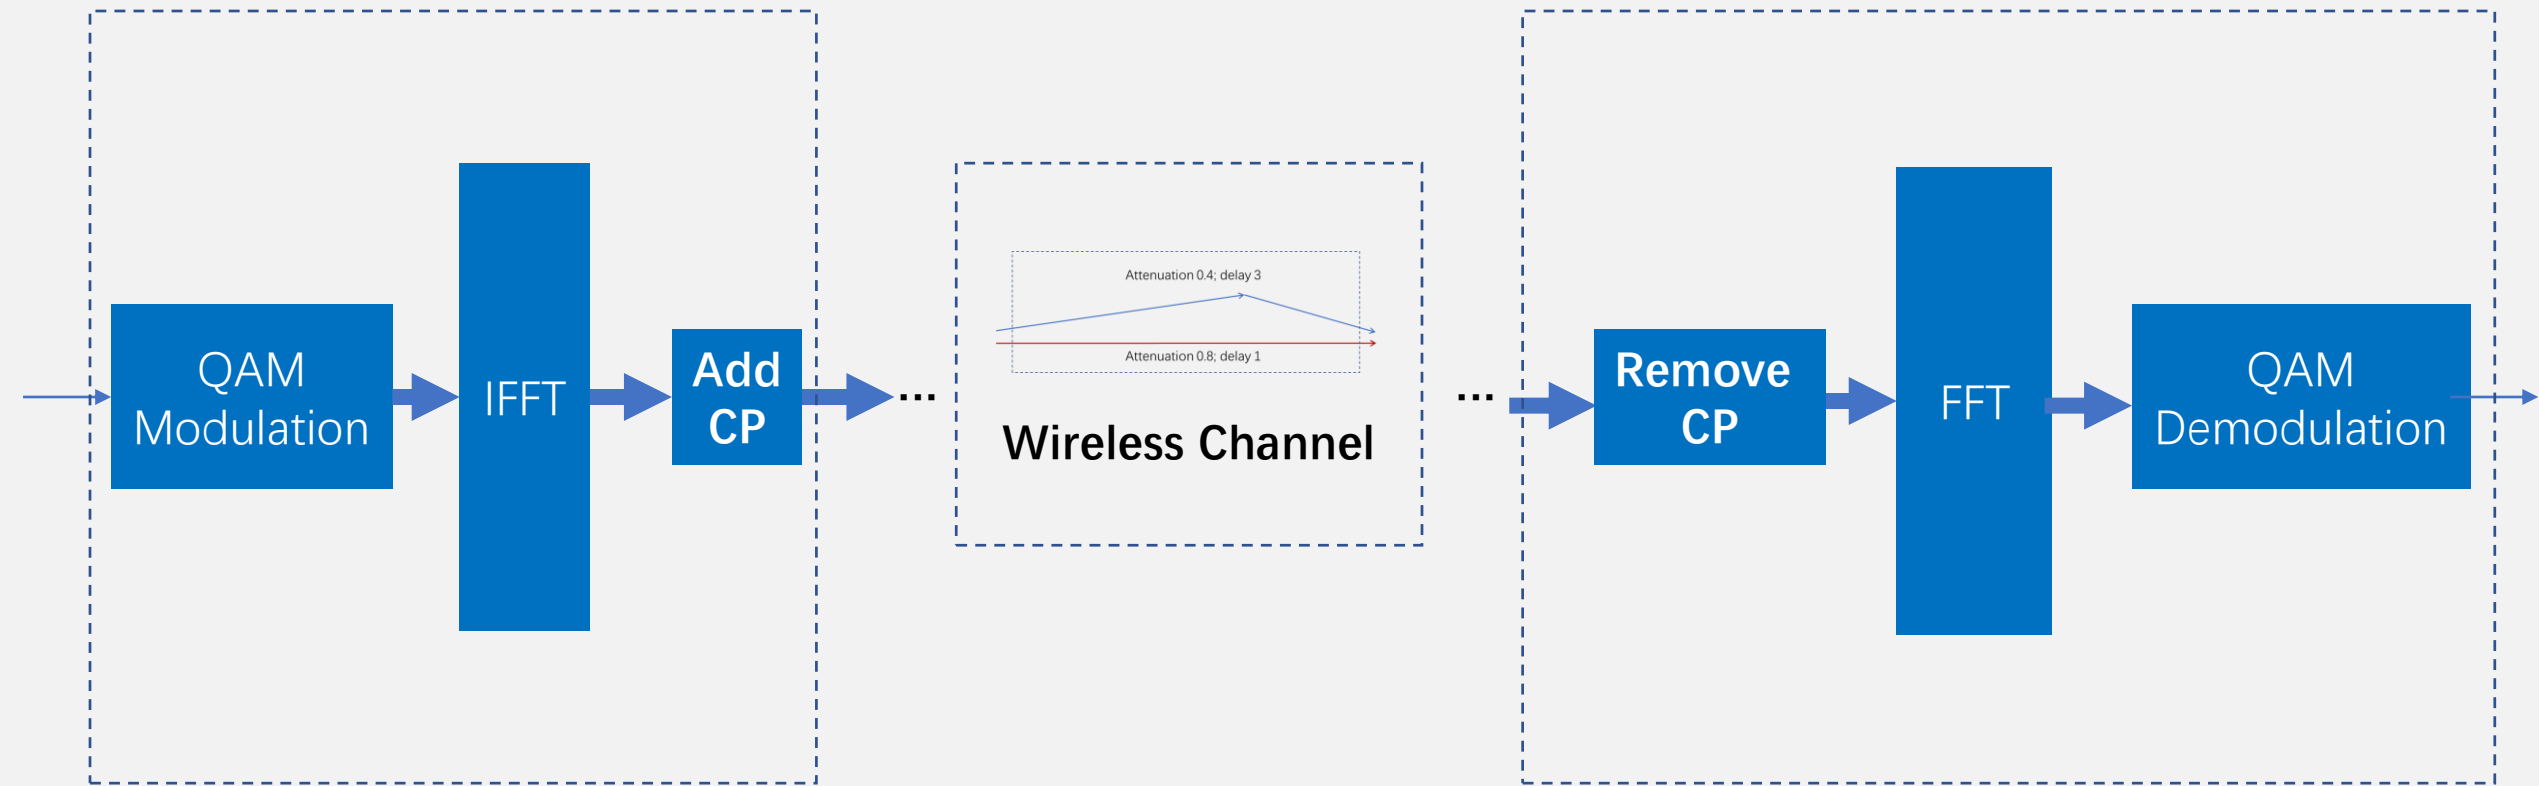 QAM
Modulation
IFFT
Add
CP
...
Attenuation 0.4; delay 3
Attenuation 0.8; delay 1
Wireless Channel
...
Remove
CP
FFT
QAM
Demodulation